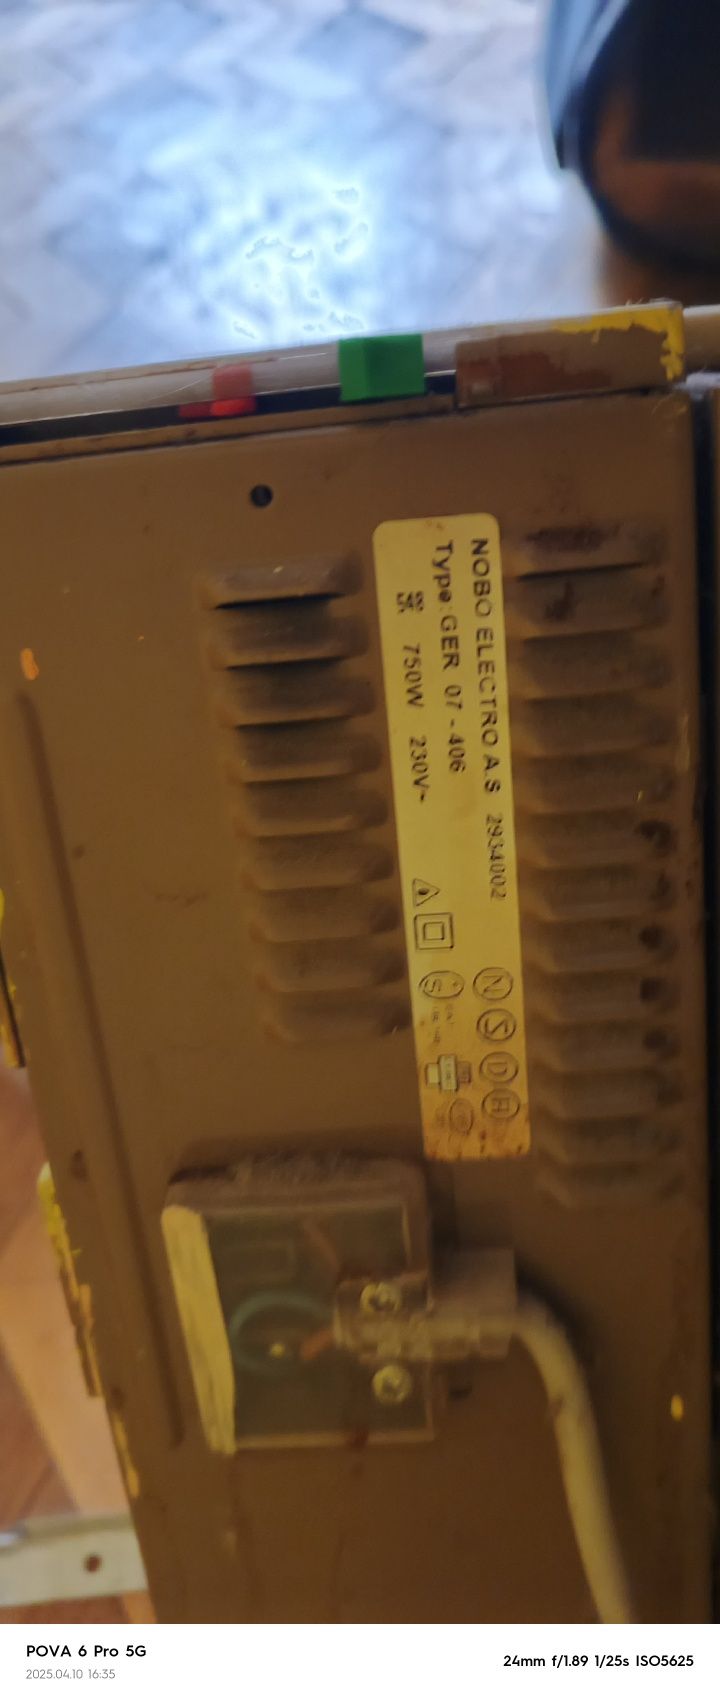 NOBO ELECTRO A.S 2934002
Type: GER 07 - 406
750W 230V~
N S D
S
POVA 6 Pro 5G
2025.04.10 16:35
24mm f/1.89 1/25s ISO5625